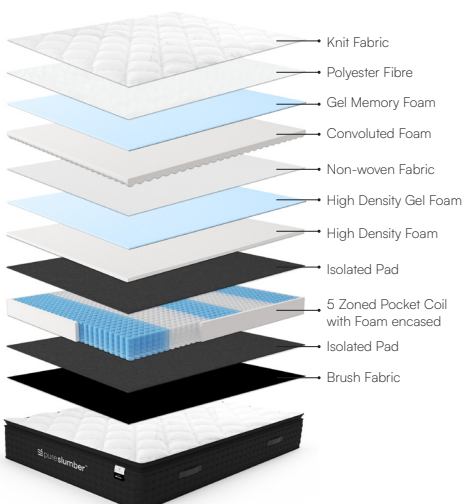 Knit Fabric
Polyester Fibre
Gel Memory Foam
Convoluted Foam
Non-woven Fabric
High Density Gel Foam
High Density Foam
Isolated Pad
5 Zoned Pocket Coil
with Foam encased
Isolated Pad
Brush Fabric
pureslumber